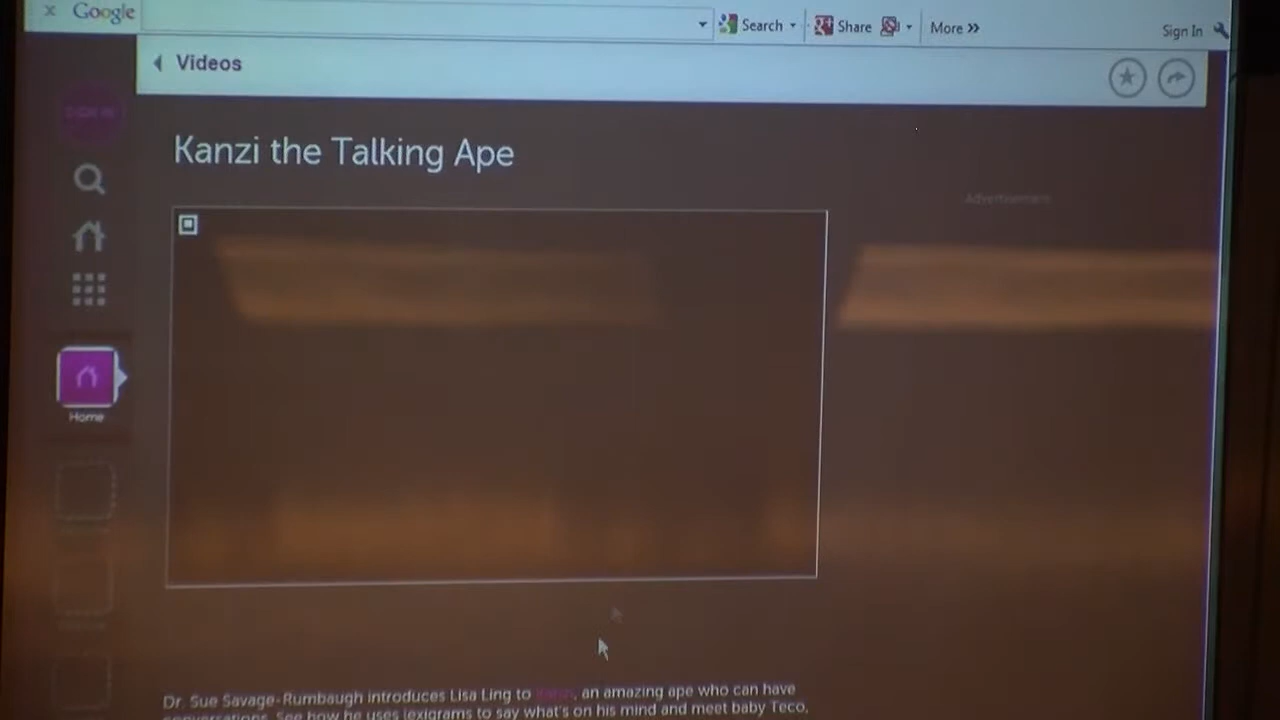 Google
Search
Share
More »
Sign In
Videos
Kanzi the Talking Ape
Advertisement
Home
Dr. Sue Savage-Rumbaugh introduces Lisa Ling to Kanzi, an amazing ape who can have
conversations. See how he uses lexigrams to say what's on his mind and meet baby Teco,